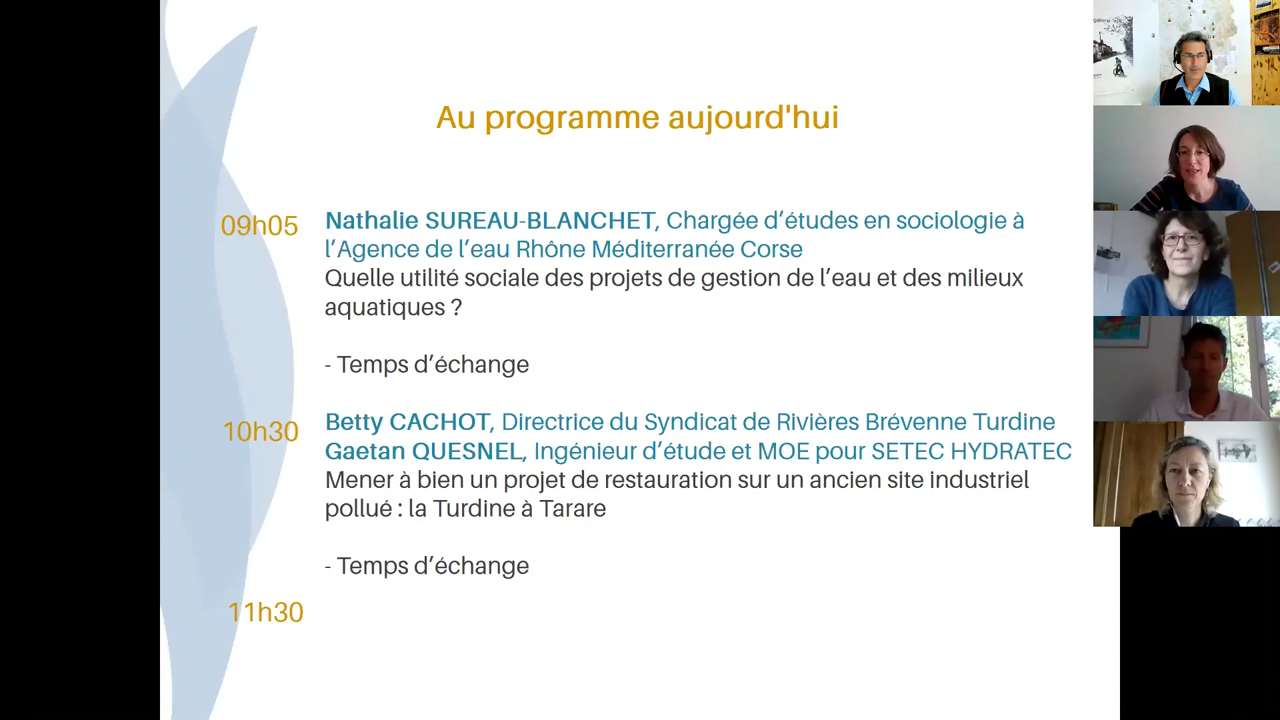 Au programme aujourd'hui
09h05
Nathalie SUREAU-BLANCHET, Chargée d’études en sociologie à
l’Agence de l’eau Rhône Méditerranée Corse
Quelle utilité sociale des projets de gestion de l’eau et des milieux
aquatiques ?
- Temps d’échange
10h30
Betty CACHOT, Directrice du Syndicat de Rivières Brévenne Turdine
Gaetan QUESNEL, Ingénieur d’étude et MOE pour SETEC HYDRATEC
Mener à bien un projet de restauration sur un ancien site industriel
pollué : la Turdine à Tarare
- Temps d’échange
11h30